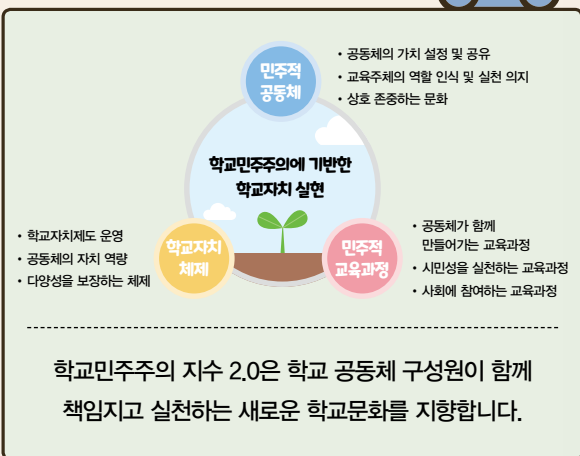 민주적
공동체
• 공동체의 가치 설정 및 공유
• 교육주체의 역할 인식 및 실천 의지
• 상호 존중하는 문화
학교민주주의에 기반한
학교자치 실현
학교자치
체제
• 학교자치제도 운영
• 공동체의 자치 역량
• 다양성을 보장하는 체제
민주적
교육과정
• 공동체가 함께
만들어가는 교육과정
• 시민성을 실천하는 교육과정
• 사회에 참여하는 교육과정
학교민주주의 지수 2.0은 학교 공동체 구성원이 함께
책임지고 실천하는 새로운 학교문화를 지향합니다.